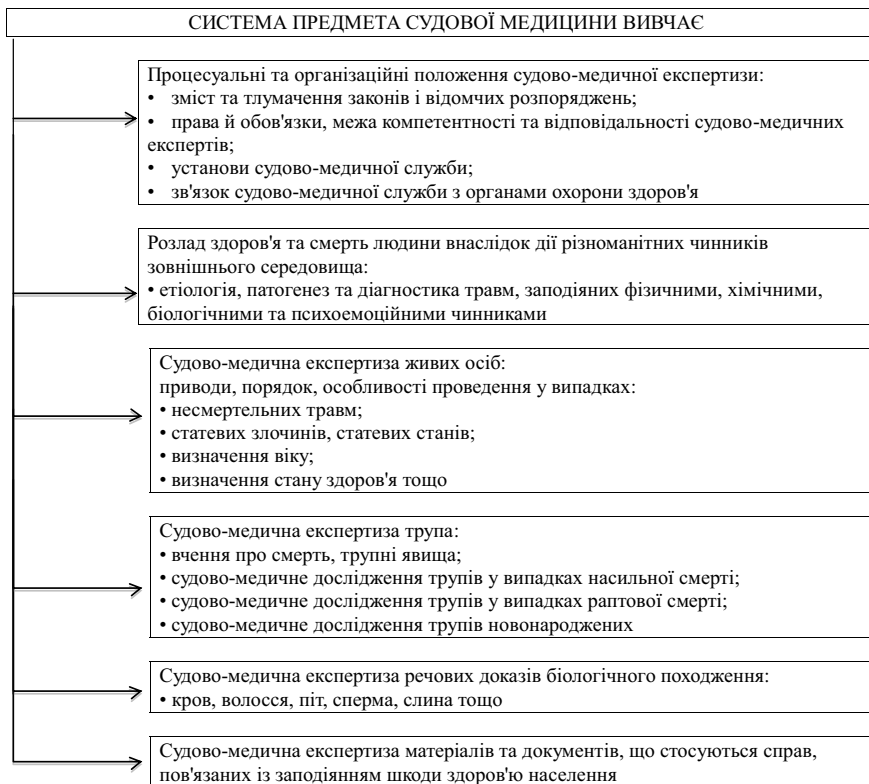 СИСТЕМА ПРЕДМЕТА СУДОВОЇ МЕДИЦИНИ ВИВЧАЄ
Процесуальні та організаційні положення судово-медичної експертизи:
• зміст та тлумачення законів і відомчих розпоряджень;
• права й обов'язки, межа компетентності та відповідальності судово-медичних
експертів;
• установи судово-медичної служби;
• зв'язок судово-медичної служби з органами охорони здоров'я
Розлад здоров'я та смерть людини внаслідок дії різноманітних чинників
зовнішнього середовища:
• етіологія, патогенез та діагностика травм, заподіяних фізичними, хімічними,
біологічними та психоемоційними чинниками
Судово-медична експертиза живих осіб:
приводи, порядок, особливості проведення у випадках:
• несмертельних травм;
• статевих злочинів, статевих станів;
• визначення віку;
• визначення стану здоров'я тощо
Судово-медична експертиза трупа:
• вчення про смерть, трупні явища;
• судово-медичне дослідження трупів у випадках насильної смерті;
• судово-медичне дослідження трупів у випадках раптової смерті;
• судово-медичне дослідження трупів новонароджених
Судово-медична експертиза речових доказів біологічного походження:
• кров, волосся, піт, сперма, слина тощо
Судово-медична експертиза матеріалів та документів, що стосуються справ,
пов'язаних із заподіянням шкоди здоров'ю населення